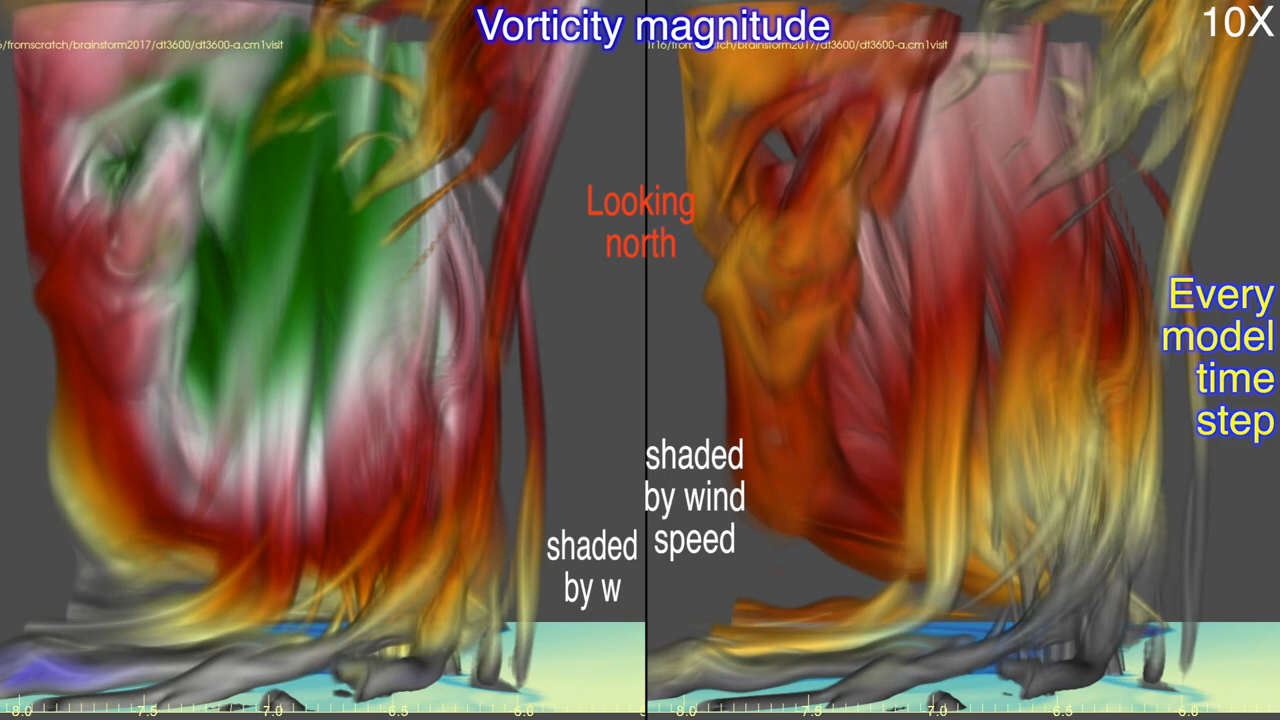 Vorticity magnitude
10X
/fromscratch/brainstorm2017/dt3600/dt3600-a.cm1visit
brainstorm2017/dt3600/dt3600-a.cm1visit
Looking
north
Every
model
time
step
shaded
by wind
speed
shaded
by w
8.0 7.5 7.0 6.5 6.0
8.0 7.5 7.0 6.5 6.0